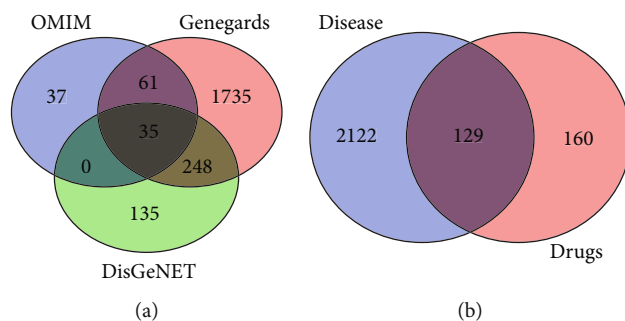 OMIM
Genegards
37
61
1735
35
0
248
135
DisGeNET
(a)
Disease
2122
129
160
Drugs
(b)